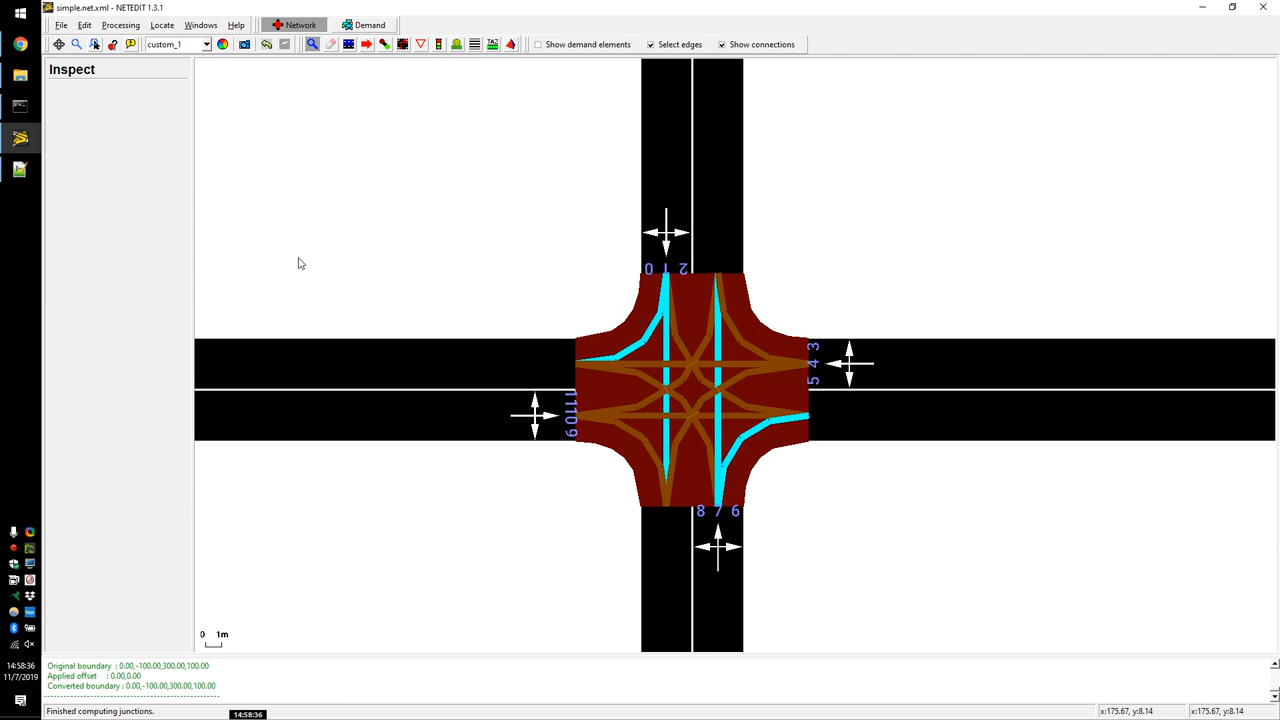 simple.net.xml - NETEDIT 1.3.1
File Edit Processing Locate Windows Help Network Demand
custom_1 TAZ Show demand elements Select edges Show connections
Inspect
0 1 2
3
4
5
11
10
9
8 7 6
0 1m
14:58:36
11/7/2019
Original boundary : 0.00,-100.00,300.00,100.00
Applied offset : 0.00,0.00
Converted boundary : 0.00,-100.00,300.00,100.00
Finished computing junctions.
14:58:36
x:175.67, y:8.14
x:175.67, y:8.14